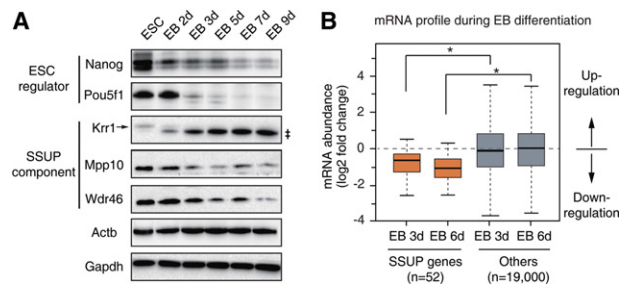 A
ESC
EB 2d
EB 3d
EB 5d
EB 7d
EB 9d
ESC
regulator
Nanog
Pou5f1
SSUP
component
Krr1
‡
Mpp10
Wdr46
Actb
Gapdh
B
mRNA profile during EB differentiation
mRNA abundance
(log2 fold change)
4
2
0
-2
-4
*
*
Up-
regulation
Down-
regulation
EB 3d EB 6d EB 3d EB 6d
SSUP genes Others
(n=52) (n=19,000)